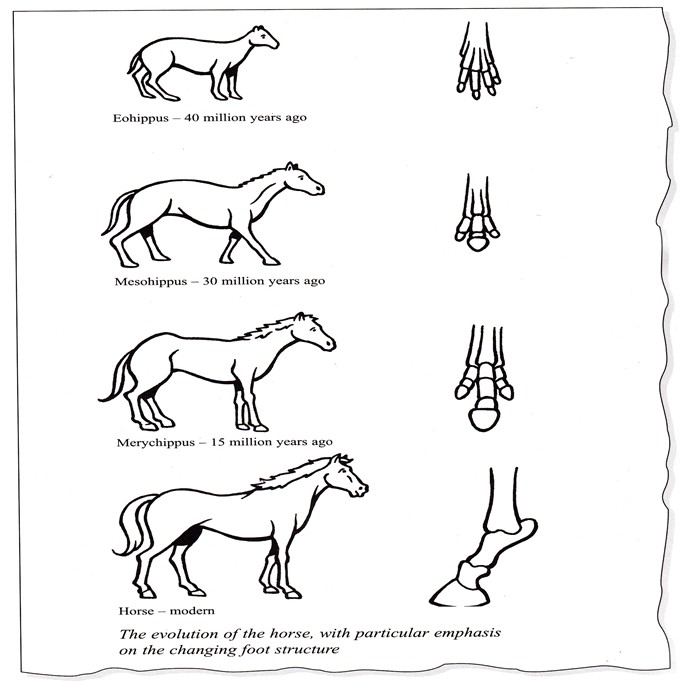 Eohippus – 40 million years ago
Mesohippus – 30 million years ago
Merychippus – 15 million years ago
Horse – modern
The evolution of the horse, with particular emphasis
on the changing foot structure